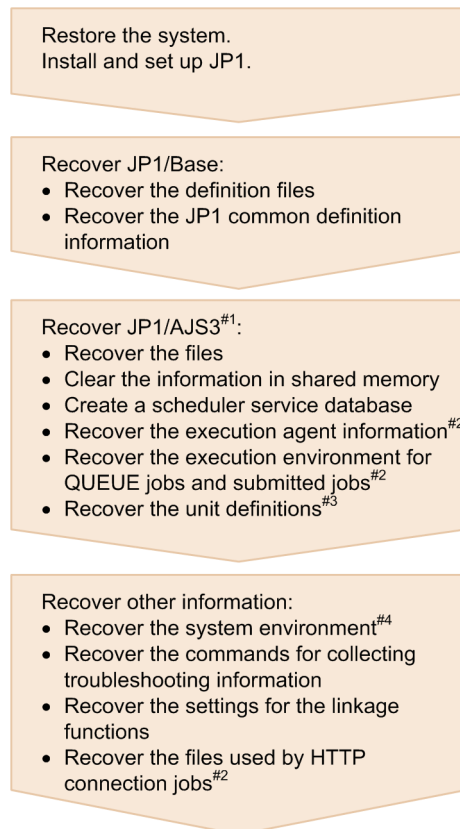 Restore the system.
Install and set up JP1.
Recover JP1/Base:
• Recover the definition files
• Recover the JP1 common definition
information
Recover JP1/AJS3#1:
• Recover the files
• Clear the information in shared memory
• Create a scheduler service database
• Recover the execution agent information#2
• Recover the execution environment for
QUEUE jobs and submitted jobs#2
• Recover the unit definitions#3
Recover other information:
• Recover the system environment#4
• Recover the commands for collecting
troubleshooting information
• Recover the settings for the linkage
functions
• Recover the files used by HTTP
connection jobs#2